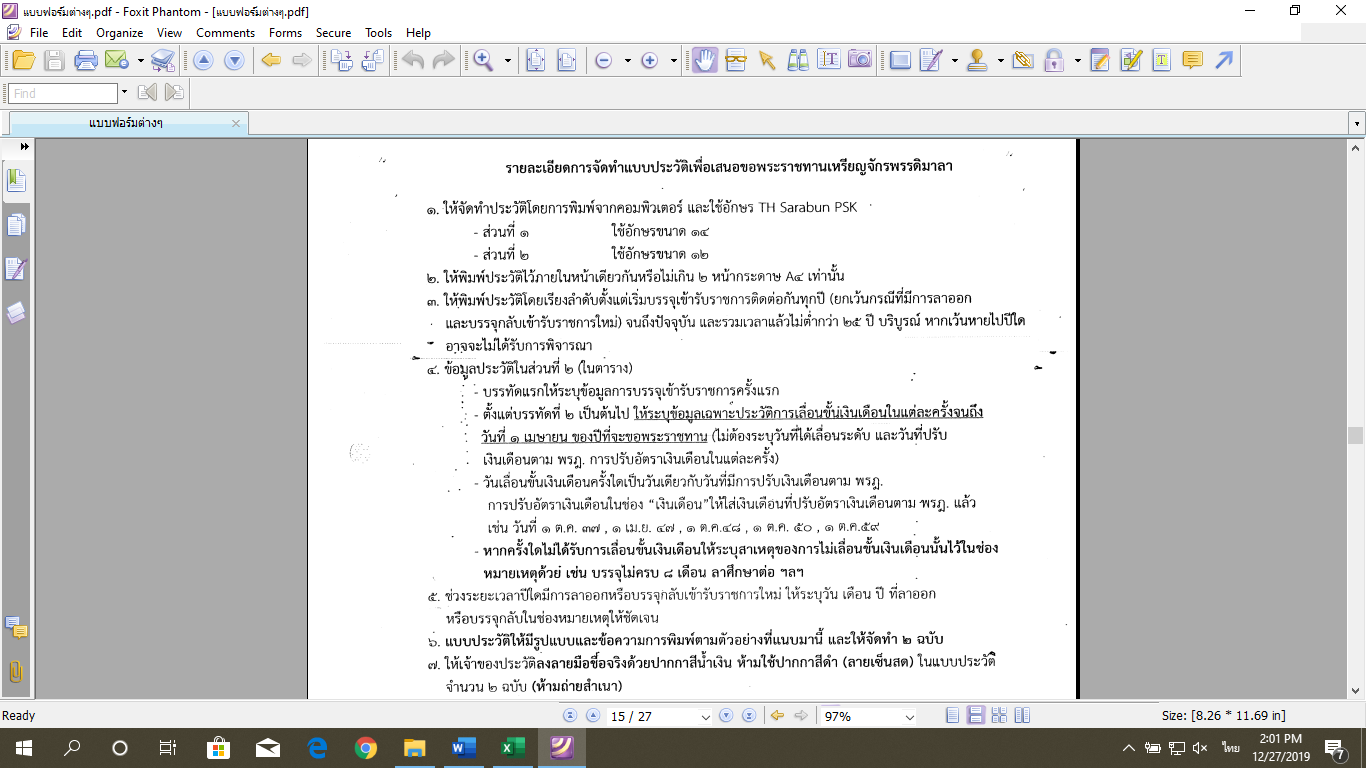 แบบฟอร์มต่างๆ.pdf - Foxit Phantom - [แบบฟอร์มต่างๆ.pdf]
File Edit Organize View Comments Forms Secure Tools Help
Find
แบบฟอร์มต่างๆ
รายละเอียดการจัดทำแบบประวัติเพื่อเสนอขอพระราชทานเหรียญจักรพรรดิมาลา
๑. ให้จัดทำประวัติโดยการพิมพ์จากคอมพิวเตอร์ และใช้อักษร TH Sarabun PSK
- ส่วนที่ ๑ ใช้อักษรขนาด ๑๔
- ส่วนที่ ๒ ใช้อักษรขนาด ๑๒
๒. ให้พิมพ์ประวัติไว้ภายในหน้าเดียวกันหรือไม่เกิน ๒ หน้ากระดาษ A๔ เท่านั้น
๓. ให้พิมพ์ประวัติโดยเรียงลำดับตั้งแต่เริ่มบรรจุเข้ารับราชการติดต่อกันทุกปี (ยกเว้นกรณีที่มีการลาออก
และบรรจุกลับเข้ารับราชการใหม่) จนถึงปัจจุบัน และรวมเวลาแล้วไม่ต่ำกว่า ๒๕ ปี บริบูรณ์ หากเว้นหายไปปีใด
อาจจะไม่ได้รับการพิจารณา
๔. ข้อมูลประวัติในส่วนที่ ๒ (ในตาราง)
- บรรทัดแรกให้ระบุข้อมูลการบรรจุเข้ารับราชการครั้งแรก
- ตั้งแต่บรรทัดที่ ๒ เป็นต้นไป ให้ระบุข้อมูลเฉพาะประวัติการเลื่อนขั้นเงินเดือนในแต่ละครั้งจนถึง
วันที่ ๑ เมษายน ของปีที่จะขอพระราชทาน (ไม่ต้องระบุวันที่ได้เลื่อนระดับ และวันที่ปรับ
เงินเดือนตาม พรฎ. การปรับอัตราเงินเดือนในแต่ละครั้ง)
- วันเลื่อนขั้นเงินเดือนครั้งใดเป็นวันเดียวกับวันที่มีการปรับเงินเดือนตาม พรฎ.
การปรับอัตราเงินเดือนในช่อง “เงินเดือน”ให้ใส่เงินเดือนที่ปรับอัตราเงินเดือนตาม พรฎ. แล้ว
เช่น วันที่ ๑ ต.ค. ๓๗ , ๑ เม.ย. ๔๗ , ๑ ต.ค.๔๘ , ๑ ต.ค. ๕๐ , ๑ ต.ค.๕๙
- หากครั้งใดไม่ได้รับการเลื่อนขั้นเงินเดือนให้ระบุสาเหตุของการไม่เลื่อนขั้นเงินเดือนนั้นไว้ในช่อง
หมายเหตุด้วย เช่น บรรจุไม่ครบ ๘ เดือน ลาศึกษาต่อ ฯลฯ
๕. ช่วงระยะเวลาปีใดมีการลาออกหรือบรรจุกลับเข้ารับราชการใหม่ ให้ระบุวัน เดือน ปี ที่ลาออก
หรือบรรจุกลับในช่องหมายเหตุให้ชัดเจน
๖. แบบประวัติให้มีรูปแบบและข้อความการพิมพ์ตามตัวอย่างที่แนบมานี้ และให้จัดทำ ๒ ฉบับ
๗. ให้เจ้าของประวัติลงลายมือชื่อจริงด้วยปากกาสีน้ำเงิน ห้ามใช้ปากกาสีดำ (ลายเซ็นสด) ในแบบประวัติ
จำนวน ๒ ฉบับ (ห้ามถ่ายสำเนา)
Ready 15 / 27 97% Size: [8.26 * 11.69 in]
ไทย 2:01 PM
12/27/2019 7